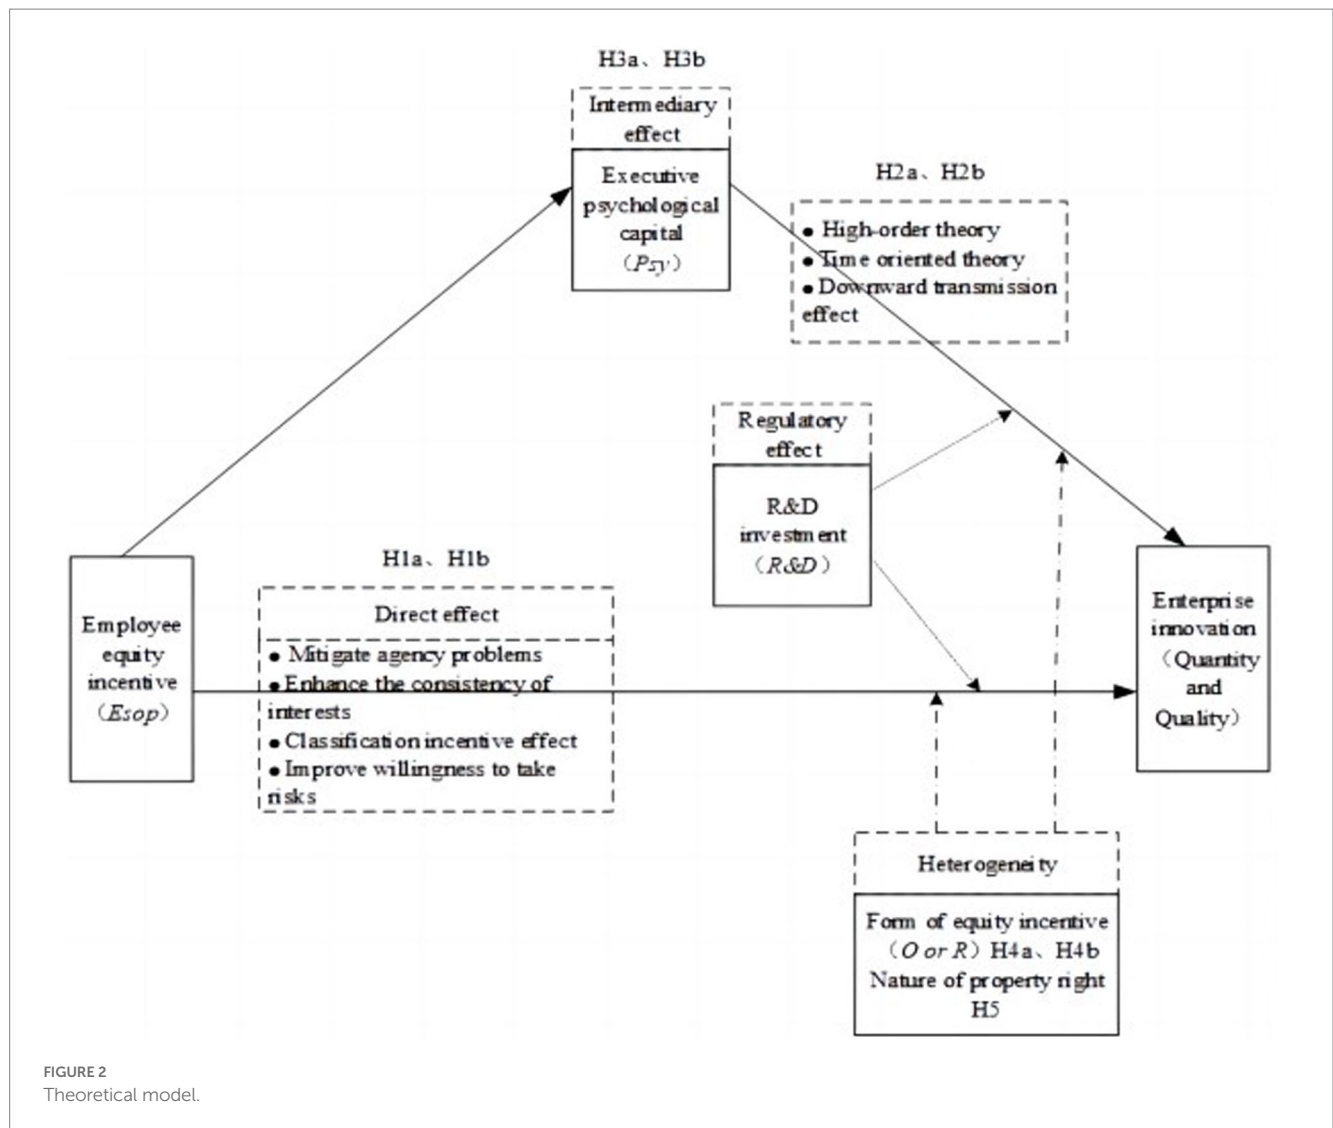 H3a、H3b
Intermediary
effect
Executive
psychological
capital
（Psy）
H2a、H2b
● High-order theory
● Time oriented theory
● Downward transmission
effect
Regulatory
effect
R&D
investment
（R&D）
H1a、H1b
Direct effect
● Mitigate agency problems
● Enhance the consistency of
interests
● Classification incentive effect
● Improve willingness to take
risks
Employee
equity
incentive
（Esop）
Enterprise
innovation
（Quantity
and
Quality）
Heterogeneity
Form of equity incentive
（O or R）H4a、H4b
Nature of property right
H5
FIGURE 2
Theoretical model.